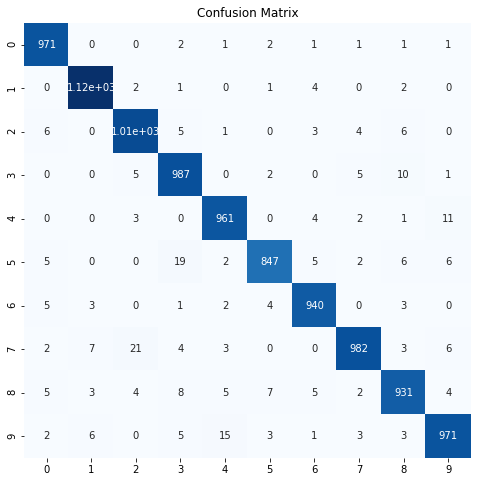 Confusion Matrix
0 971 0 0 2 1 2 1 1 1 1
1 0 1.12e+03 2 1 0 1 4 0 2 0
2 6 0 1.01e+03 5 1 0 3 4 6 0
3 0 0 5 987 0 2 0 5 10 1
4 0 0 3 0 961 0 4 2 1 11
5 5 0 0 19 2 847 5 2 6 6
6 5 3 0 1 2 4 940 0 3 0
7 2 7 21 4 3 0 0 982 3 6
8 5 3 4 8 5 7 5 2 931 4
9 2 6 0 5 15 3 1 3 3 971
0 1 2 3 4 5 6 7 8 9